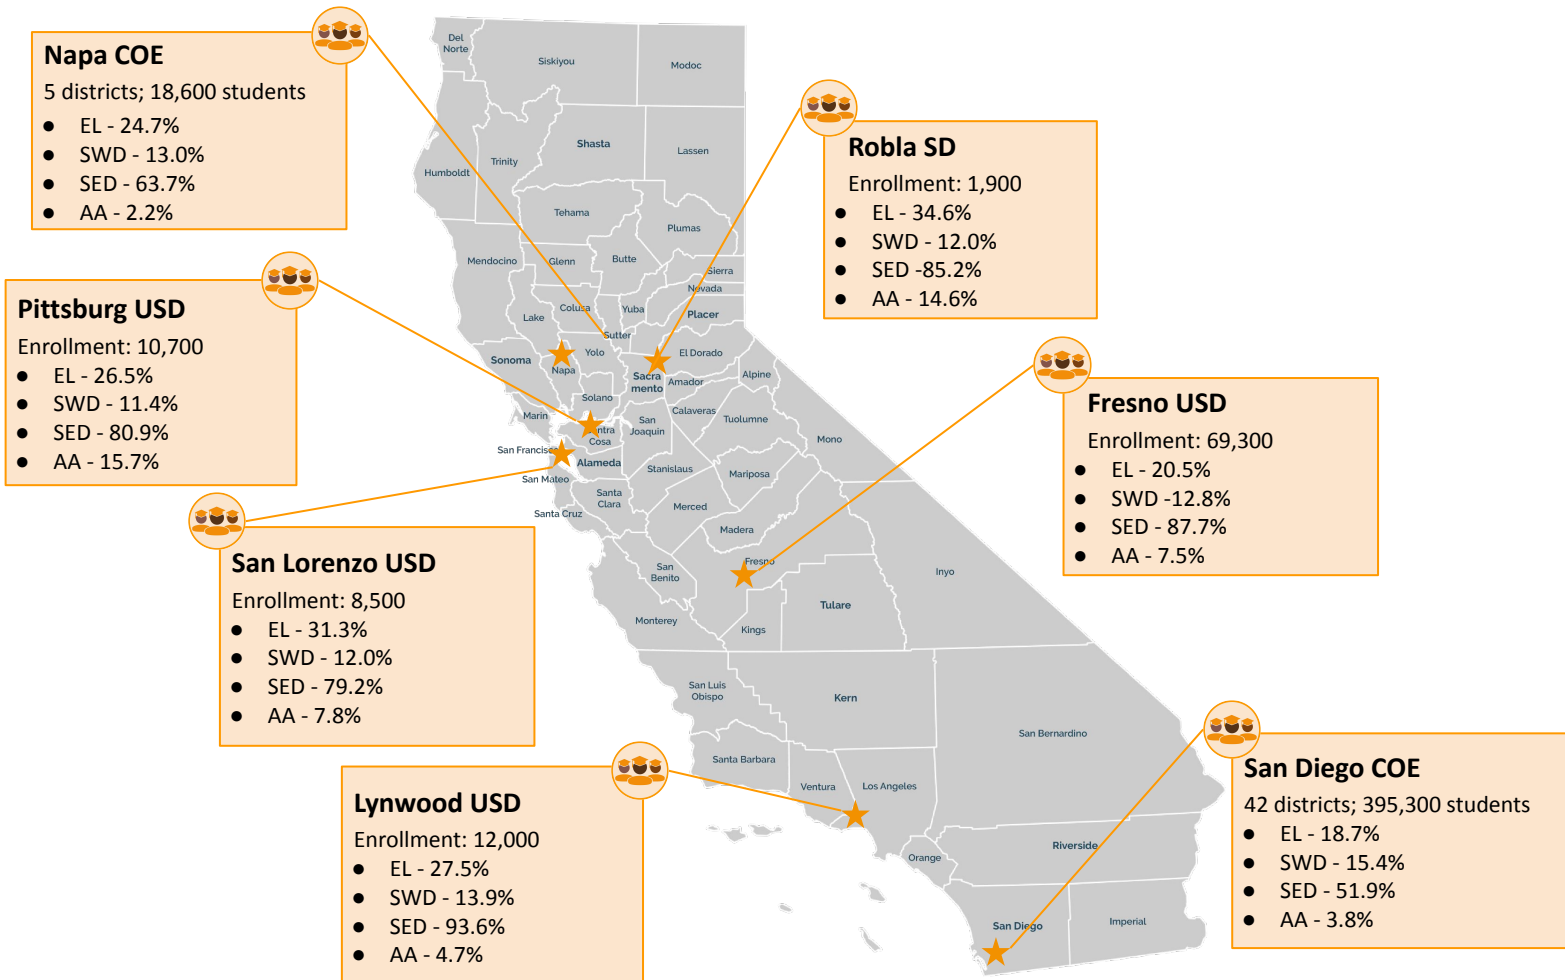 Napa COE
5 districts; 18,600 students
● EL - 24.7%
● SWD - 13.0%
● SED - 63.7%
● AA - 2.2%
Pittsburg USD
Enrollment: 10,700
● EL - 26.5%
● SWD - 11.4%
● SED - 80.9%
● AA - 15.7%
San Lorenzo USD
Enrollment: 8,500
● EL - 31.3%
● SWD - 12.0%
● SED - 79.2%
● AA - 7.8%
Lynwood USD
Enrollment: 12,000
● EL - 27.5%
● SWD - 13.9%
● SED - 93.6%
● AA - 4.7%
Robla SD
Enrollment: 1,900
● EL - 34.6%
● SWD - 12.0%
● SED -85.2%
● AA - 14.6%
Fresno USD
Enrollment: 69,300
● EL - 20.5%
● SWD -12.8%
● SED - 87.7%
● AA - 7.5%
San Diego COE
42 districts; 395,300 students
● EL - 18.7%
● SWD - 15.4%
● SED - 51.9%
● AA - 3.8%
Del
Norte
Siskiyou
Modoc
Humboldt
Trinity
Shasta
Lassen
Tehama
Plumas
Mendocino
Glenn
Butte
Sierra
Nevada
Lake
Colusa
Yuba
Placer
Sutter
Sonoma
Napa
Yolo
El Dorado
Sacra
mento
Amador
Alpine
Solano
Marin
Calaveras
San
Joaquin
Tuolumne
Mono
ntra
Cosa
San Francisc
Alameda
Stanislaus
Mariposa
San Mateo
Santa
Clara
Santa Cruz
Merced
Madera
Fresno
San
Benito
Inyo
Monterey
Kings
Tulare
San Luis
Obispo
Kern
San Bernardino
Santa Barbara
Ventura
Los Angeles
Orange
Riverside
San Diego
Imperial